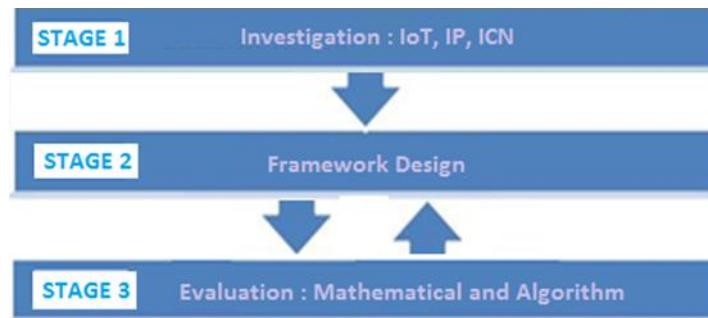 STAGE 1 Investigation : IoT, IP, ICN
STAGE 2 Framework Design
STAGE 3 Evaluation : Mathematical and Algorithm